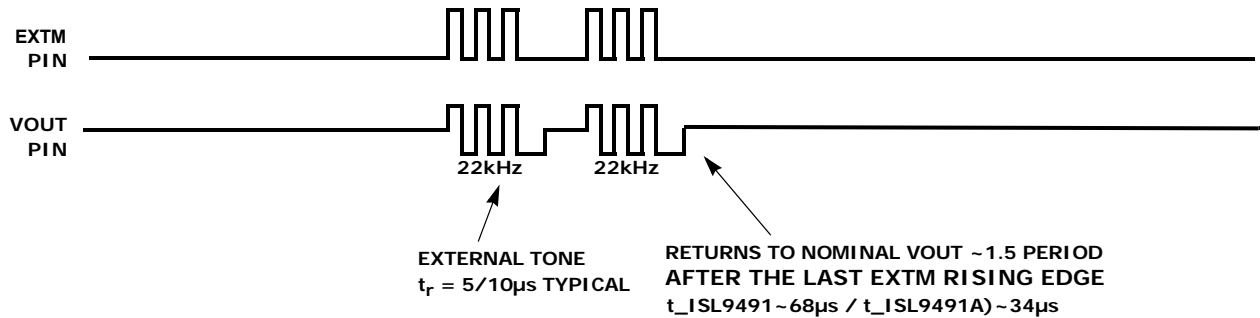 EXTM
PIN
VOUT
PIN
22kHz
22kHz
EXTERNAL TONE
tr = 5/10µs TYPICAL
RETURNS TO NOMINAL VOUT ~1.5 PERIOD
AFTER THE LAST EXTM RISING EDGE
t_ISL9491~68µs / t_ISL9491A)~34µs